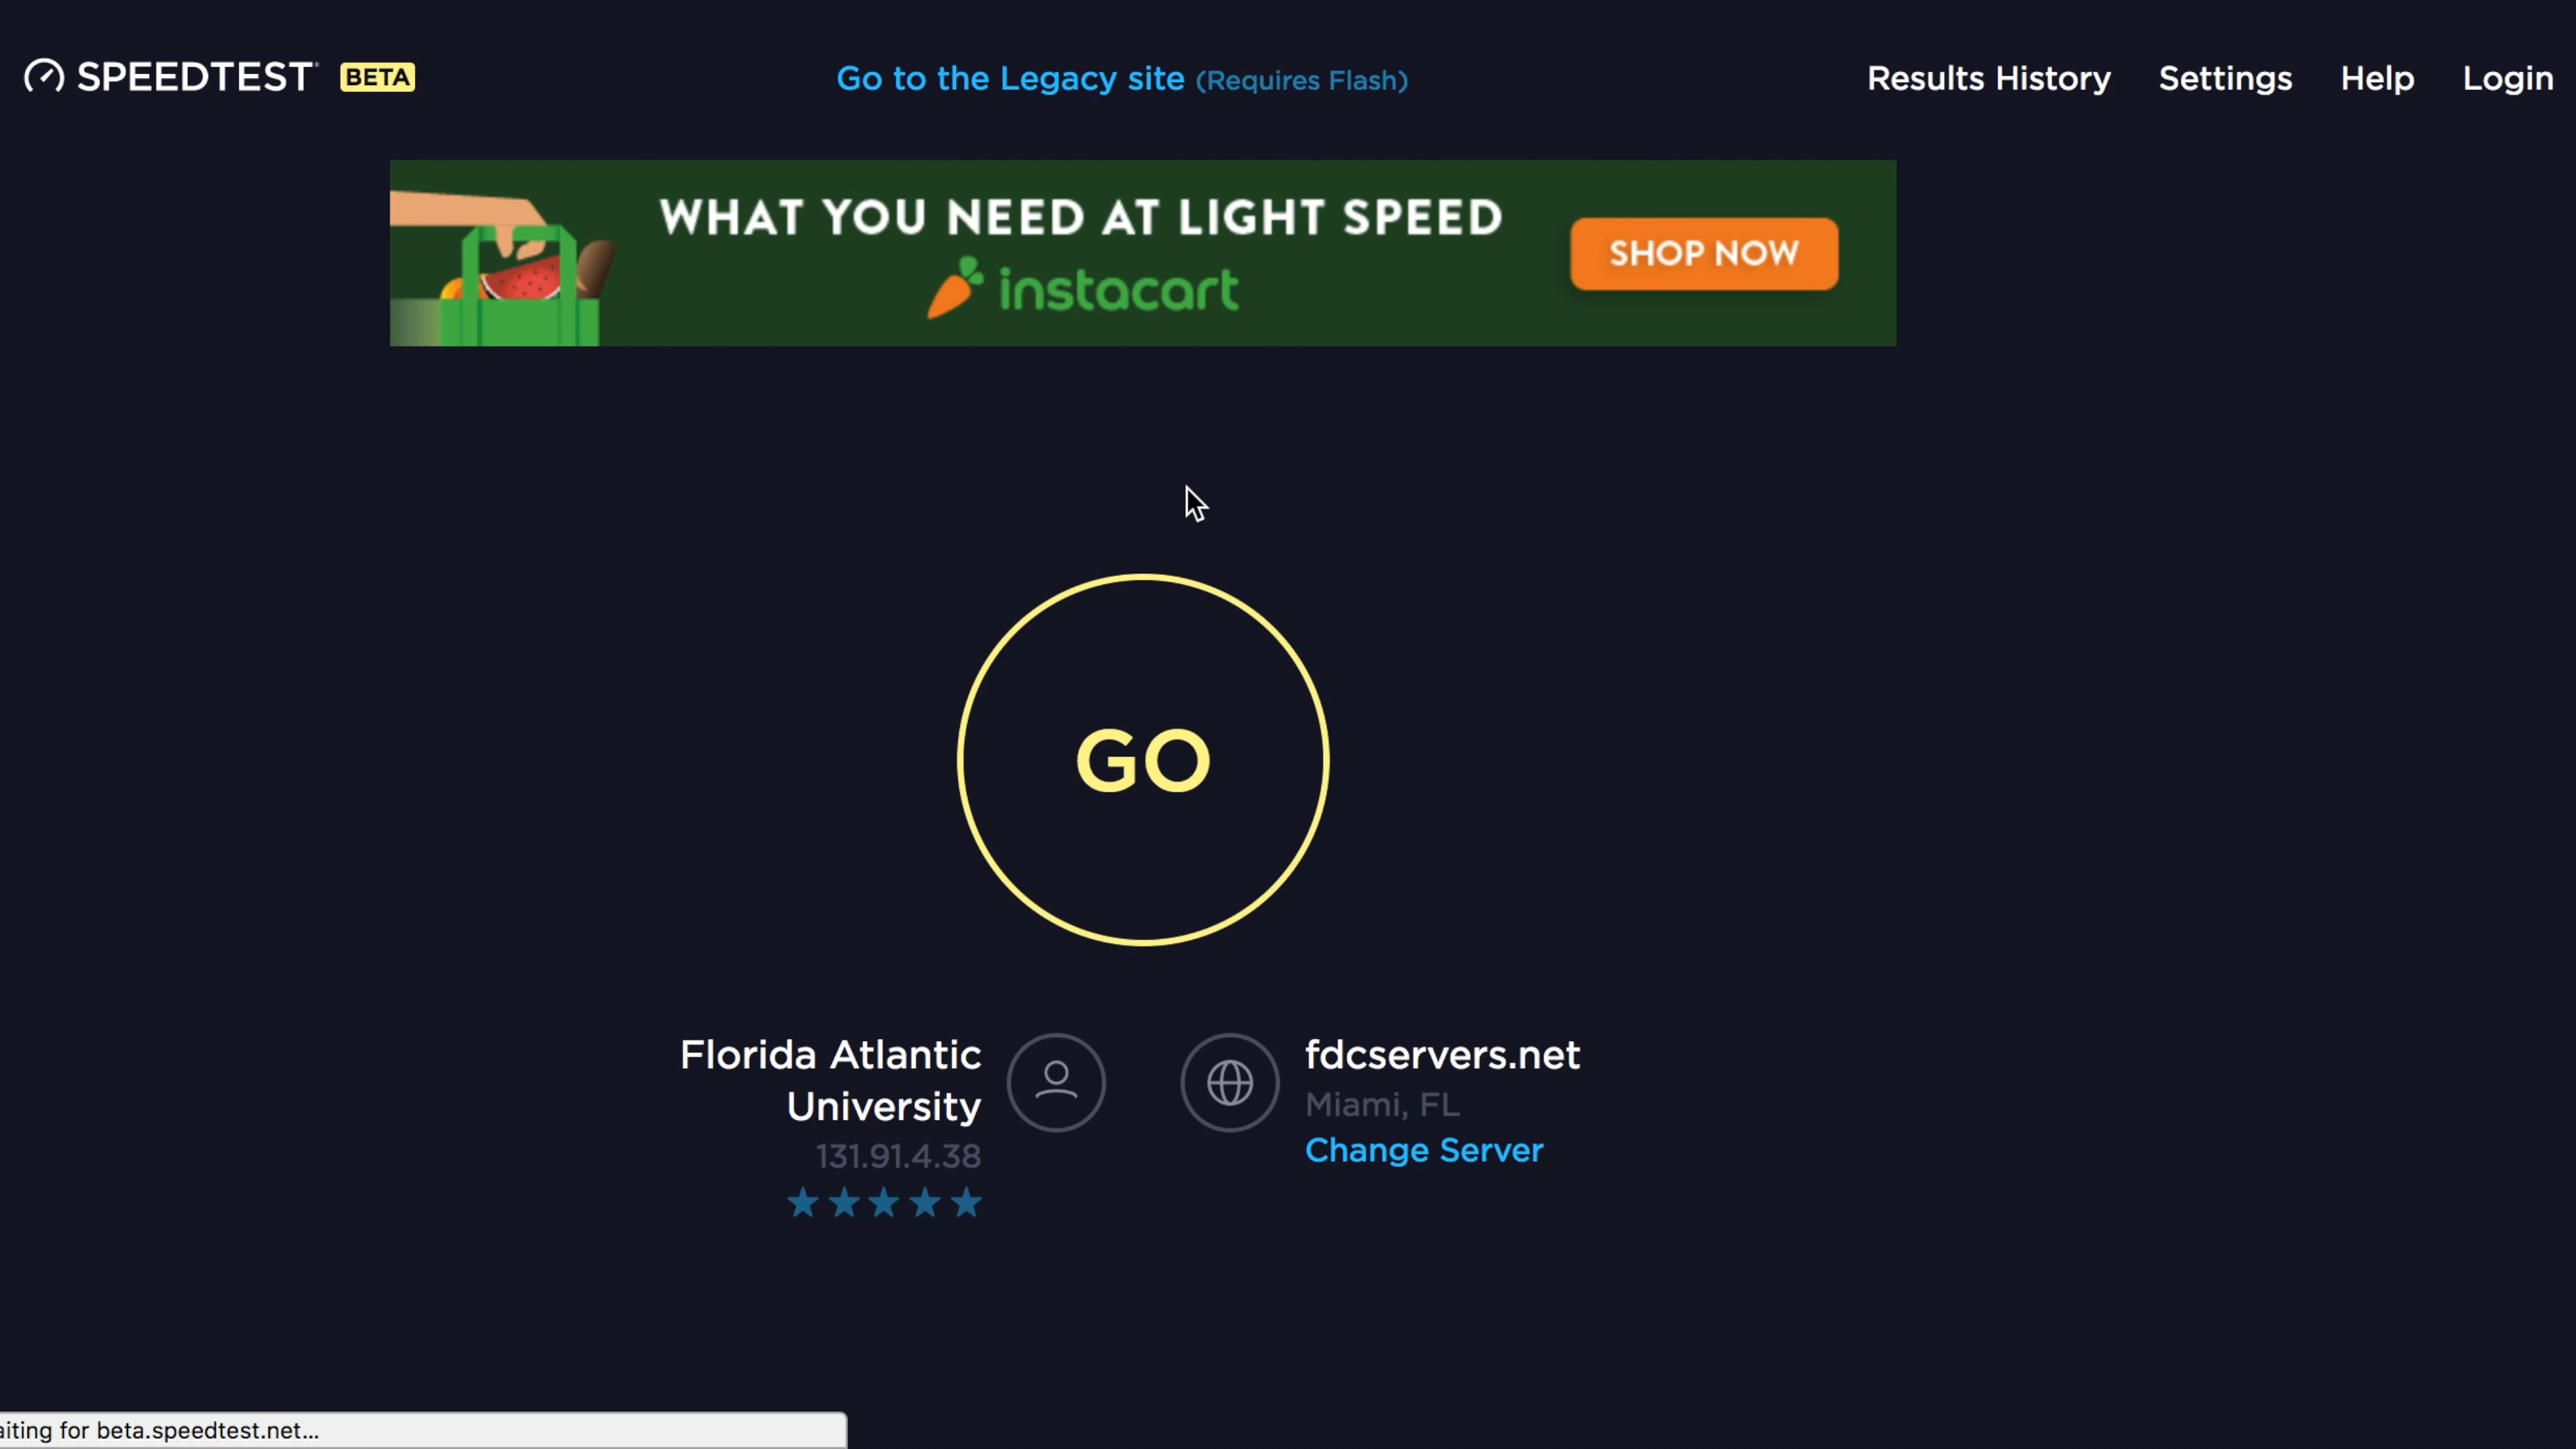 SPEEDTEST BETA
Go to the Legacy site (Requires Flash)
Results History Settings Help Login
WHAT YOU NEED AT LIGHT SPEED
instacart
SHOP NOW
GO
Florida Atlantic
University
131.91.4.38
fdcservers.net
Miami, FL
Change Server
aiting for beta.speedtest.net...